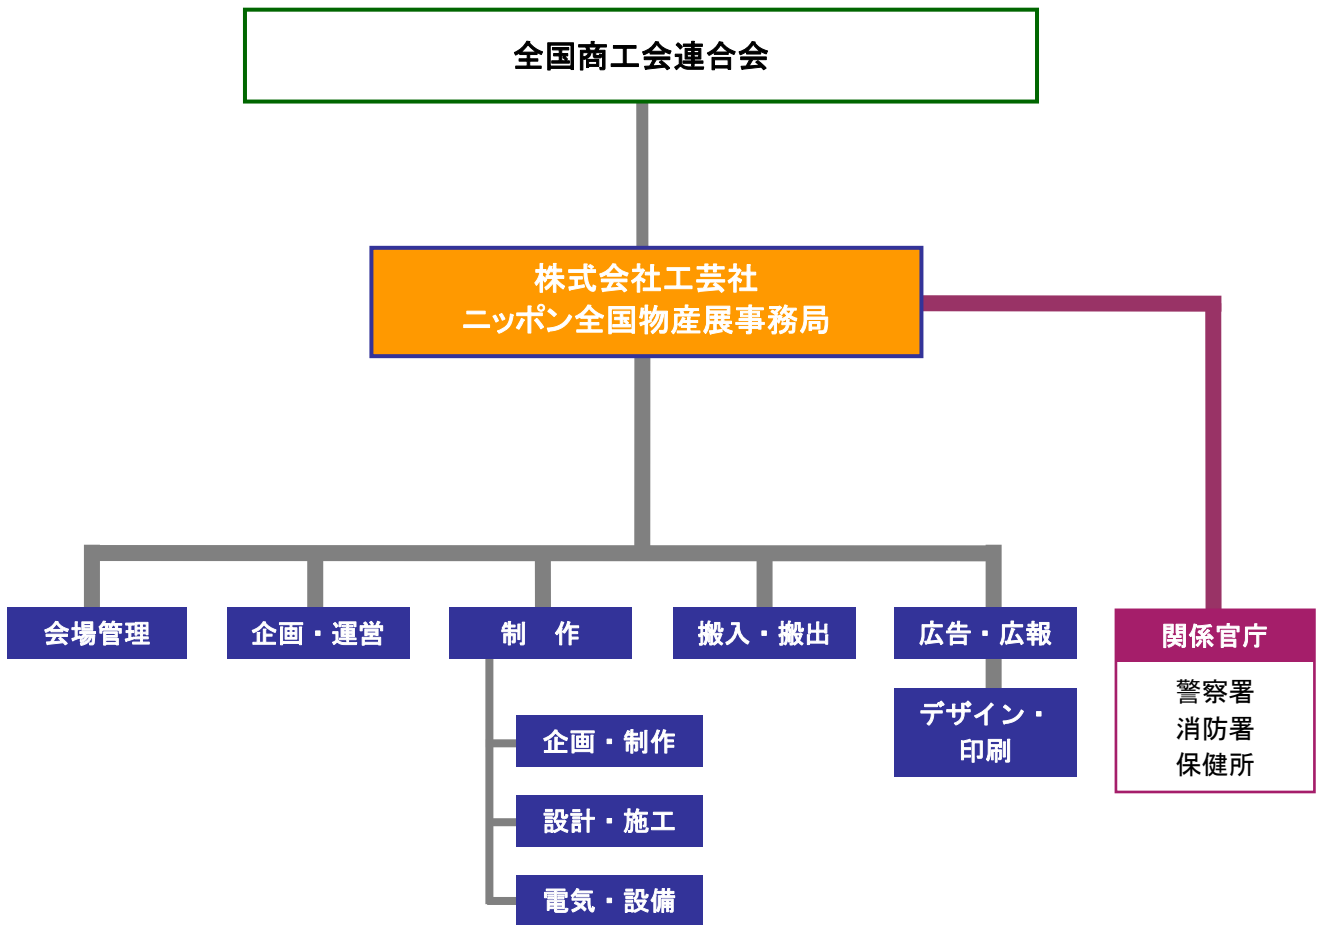 全国商工会連合会
株式会社工芸社
ニッポン全国物産展事務局
会場管理
企画・運営
制　作
搬入・搬出
広告・広報
関係官庁
警察署
消防署
保健所
デザイン・
印刷
企画・制作
設計・施工
電気・設備